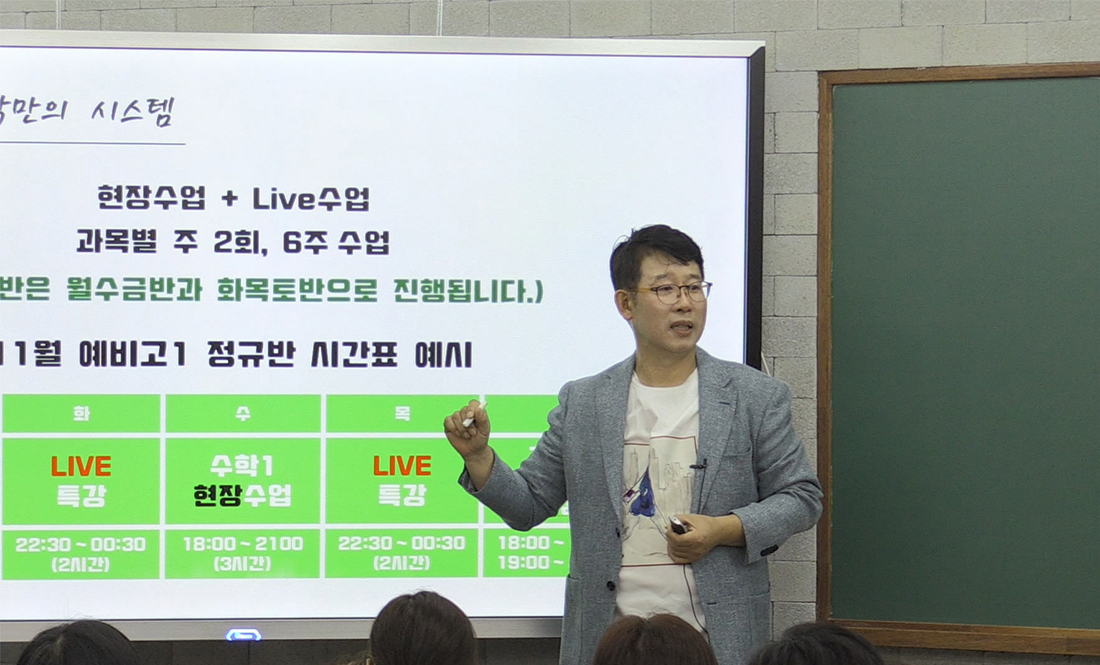 만의 시스템
현장수업 + Live수업
과목별 주 2회, 6주 수업
반은 월수금반과 화목토반으로 진행됩니다.)
11월 예비고1 정규반 시간표 예시
화 수 목
LIVE 특강
수학1 현장수업
LIVE 특강
22:30 ~ 00:30 (2시간)
18:00 ~ 2100 (3시간)
22:30 ~ 00:30 (2시간)
18:00 ~
19:00 ~